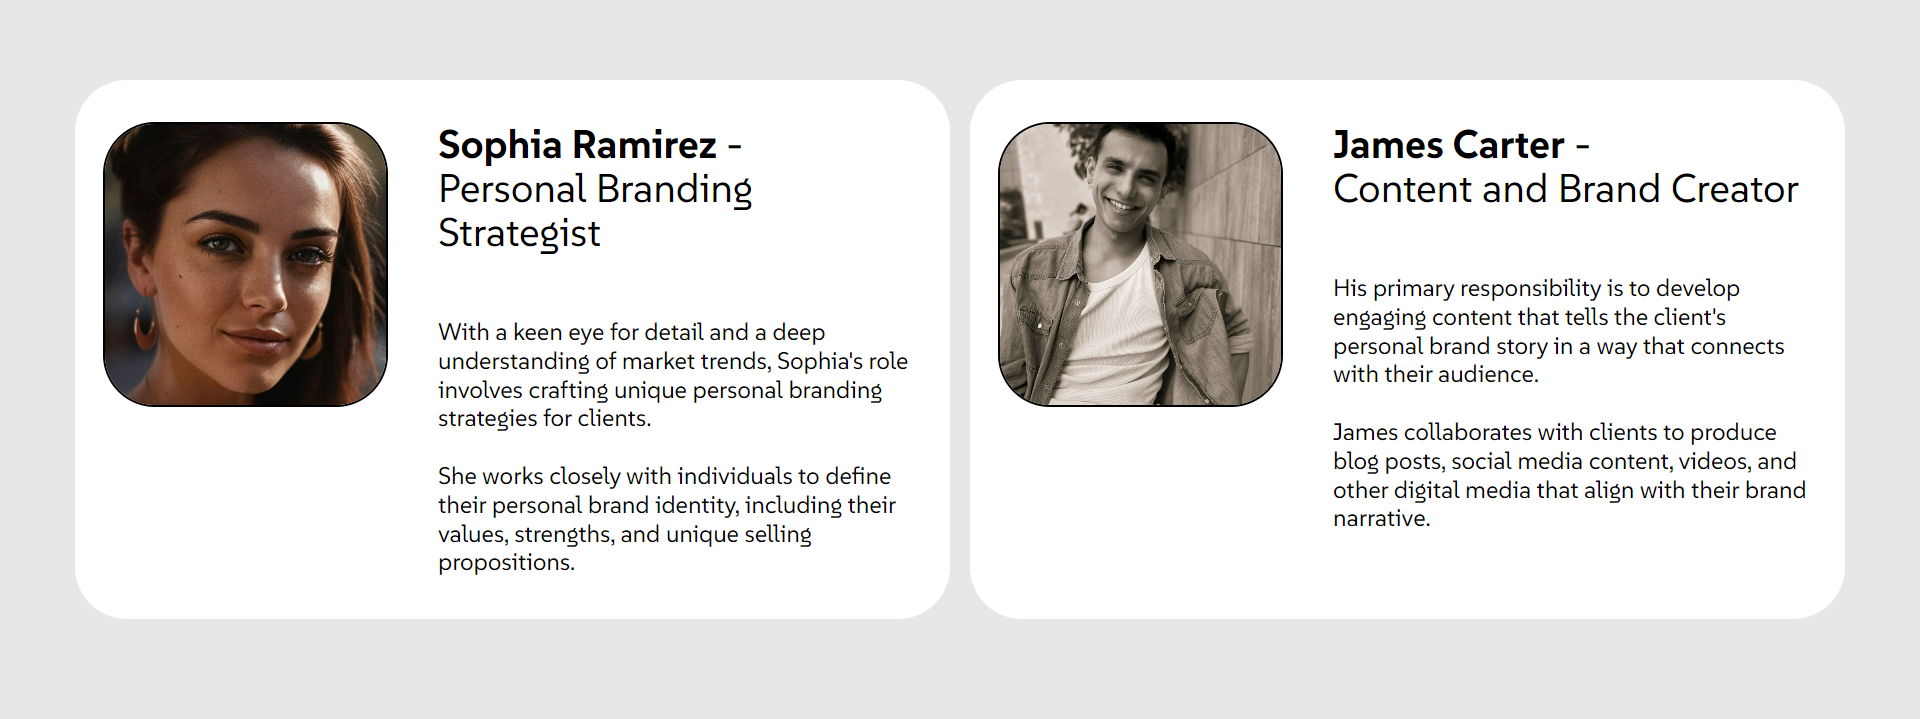 Sophia Ramirez -
Personal Branding
Strategist
With a keen eye for detail and a deep
understanding of market trends, Sophia's role
involves crafting unique personal branding
strategies for clients.
She works closely with individuals to define
their personal brand identity, including their
values, strengths, and unique selling
propositions.
James Carter -
Content and Brand Creator
His primary responsibility is to develop
engaging content that tells the client's
personal brand story in a way that connects
with their audience.
James collaborates with clients to produce
blog posts, social media content, videos, and
other digital media that align with their brand
narrative.